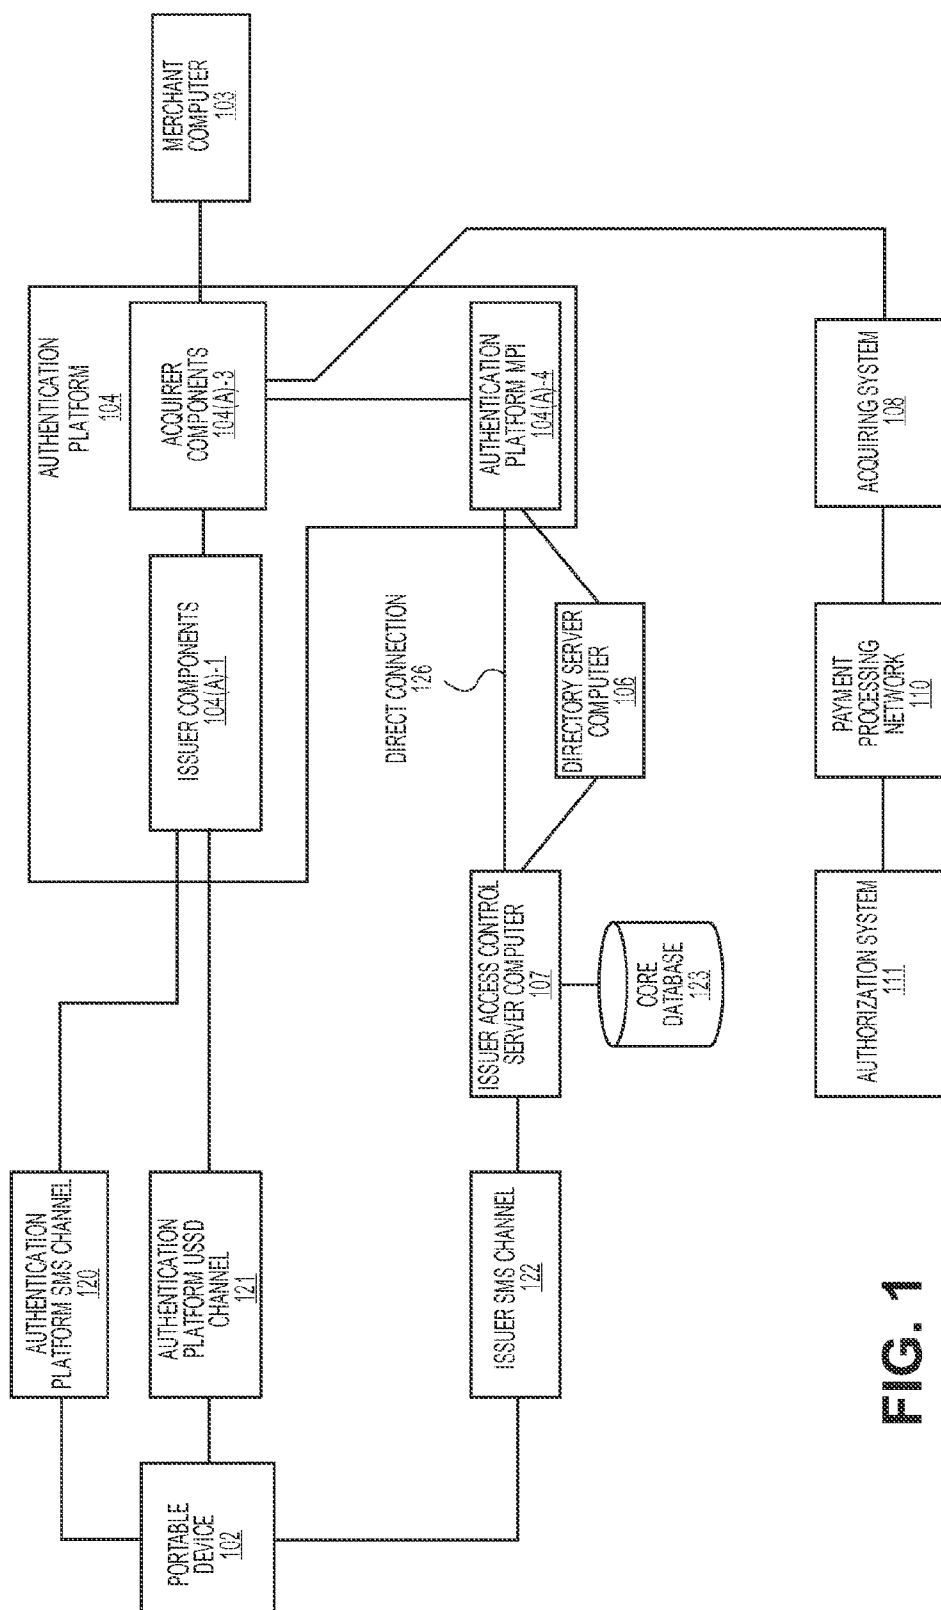 AUTHENTICATION
PLATFORM SMS CHANNEL
120
AUTHENTICATION
PLATFORM
104
MERCHANT
COMPUTER
103
PORTABLE
DEVICE
102
AUTHENTICATION
PLATFORM USSD
CHANNEL
121
ISSUER COMPONENTS
104(A)-1
ACQUIRER
COMPONENTS
104(A)-3
DIRECT CONNECTION
126
ISSUER SMS CHANNEL
122
ISSUER ACCESS CONTROL
SERVER COMPUTER
107
AUTHENTICATION
PLATFORM MPI
104(A)-4
DIRECTORY SERVER
COMPUTER
106
CORE
DATABASE
123
AUTHORIZATION SYSTEM
111
PAYMENT
PROCESSING
NETWORK
110
ACQUIRING SYSTEM
108
FIG. 1